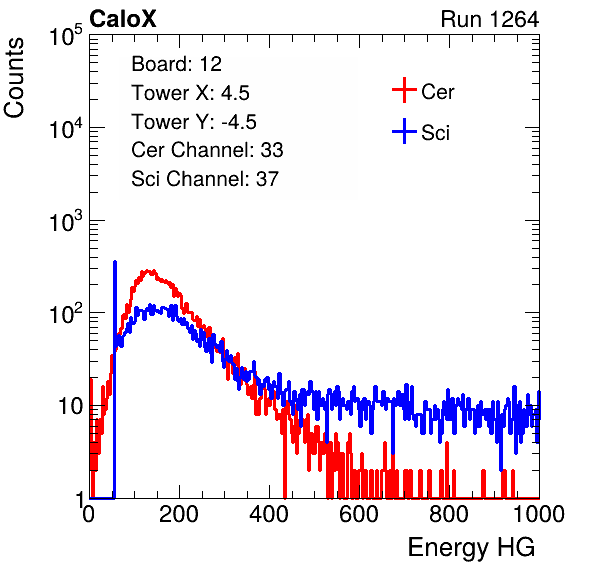 CaloX Run 1264
Counts
10^5
10^4
10^3
10^2
10
1
Board: 12
Tower X: 4.5
Tower Y: -4.5
Cer Channel: 33
Sci Channel: 37
Cer
Sci
0 200 400 600 800 1000
Energy HG